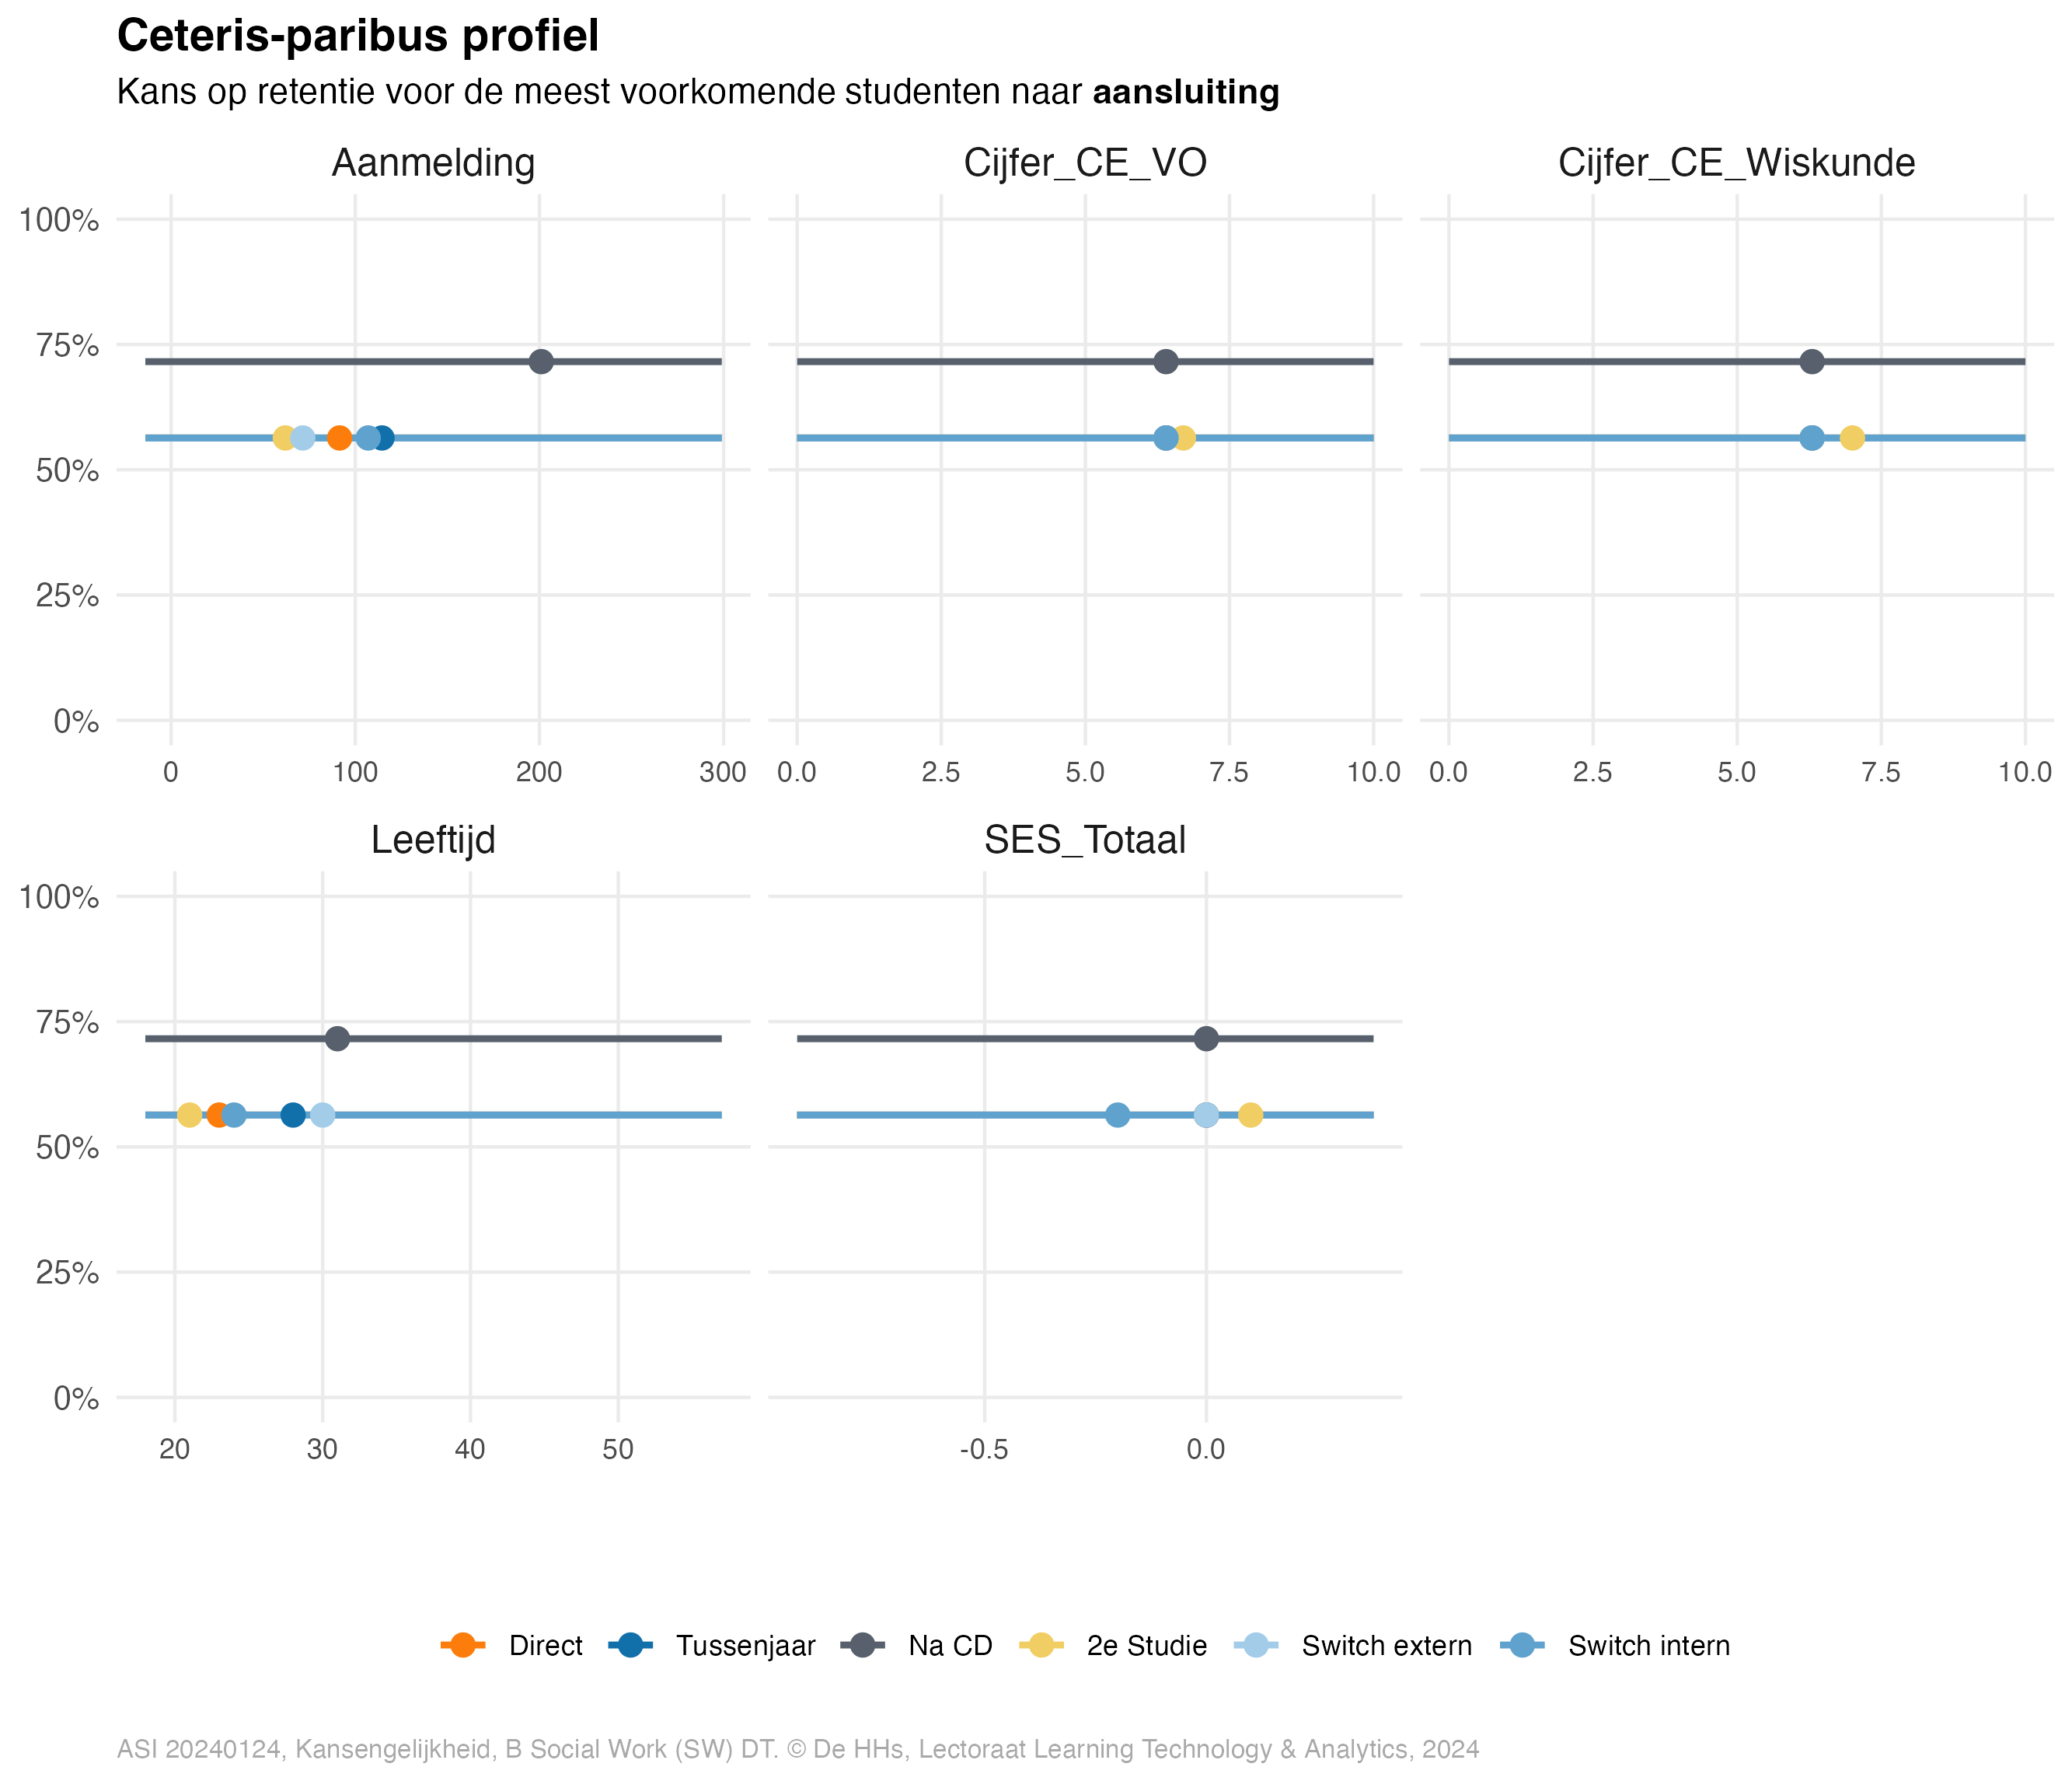 Ceteris-paribus profiel
Kans op retentie voor de meest voorkomende studenten naar aansluiting
Aanmelding Cijfer_CE_VO Cijfer_CE_Wiskunde
100%
75%
50%
25%
0%
0 100 200 300 0.0 2.5 5.0 7.5 10.0 0.0 2.5 5.0 7.5 10.0
Leeftijd SES_Totaal
100%
75%
50%
25%
0%
20 30 40 50 -0.5 0.0
Direct Tussenjaar Na CD 2e Studie Switch extern Switch intern
ASI 20240124, Kansengelijkheid, B Social Work (SW) DT. © De HHs, Lectoraat Learning Technology & Analytics, 2024